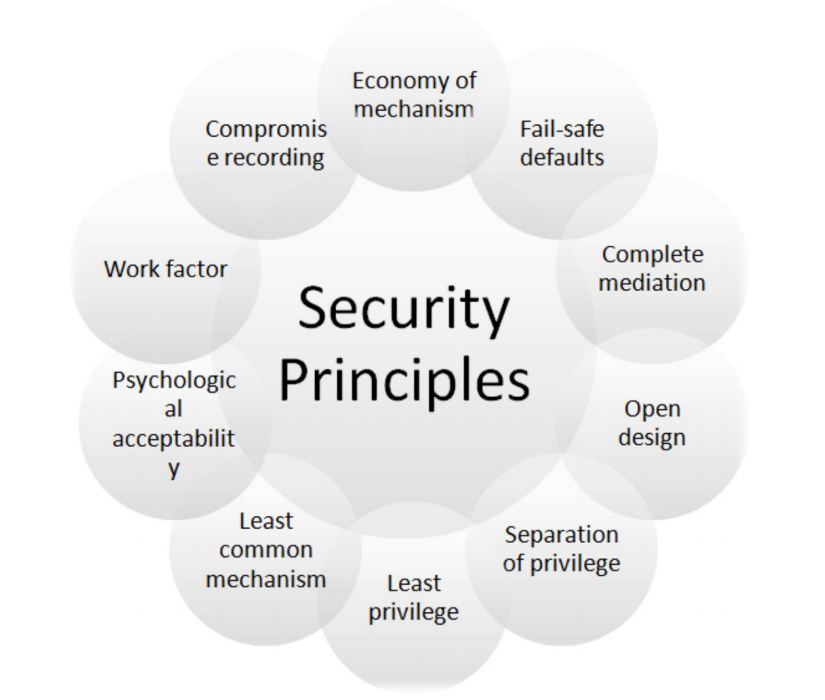 Economy of
mechanism
Fail-safe
defaults
Complete
mediation
Open
design
Separation
of privilege
Least
privilege
Least
common
mechanism
Psychologic
al
acceptabilit
y
Work factor
Compromis
e recording
Security
Principles